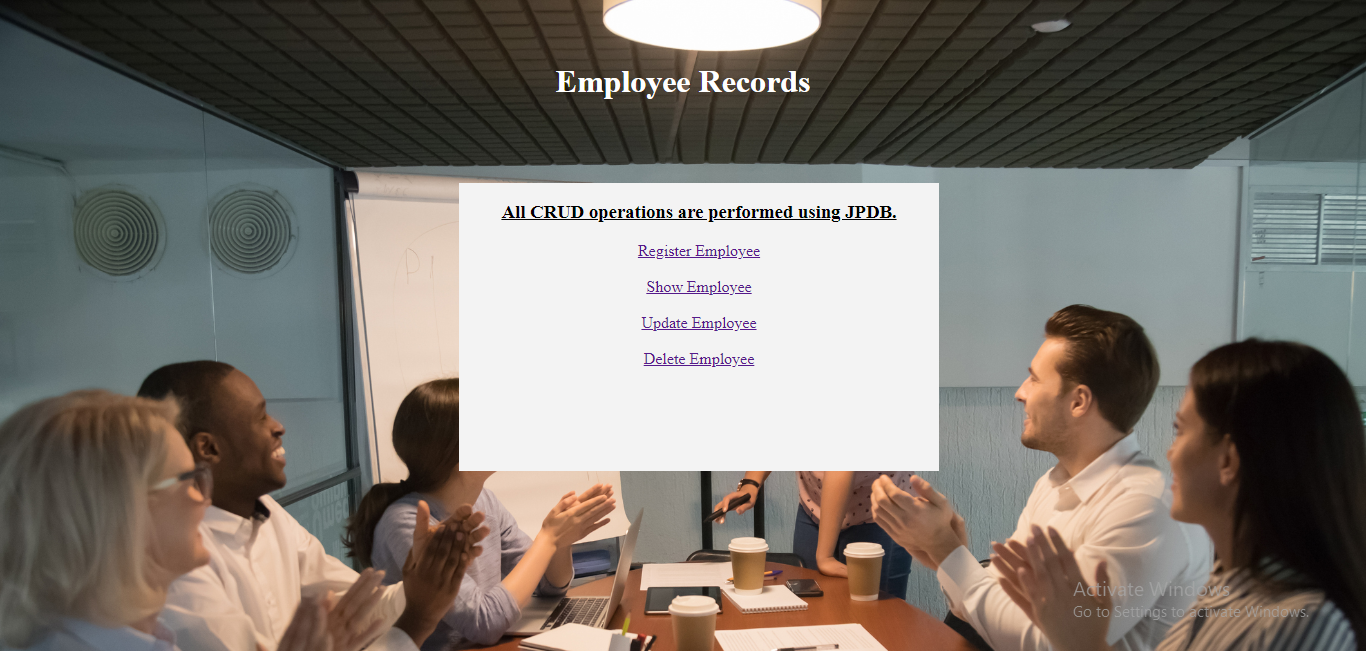 Employee Records
All CRUD operations are performed using JPDB.
Register Employee
Show Employee
Update Employee
Delete Employee
Activate Windows
Go to Settings to activate Windows.